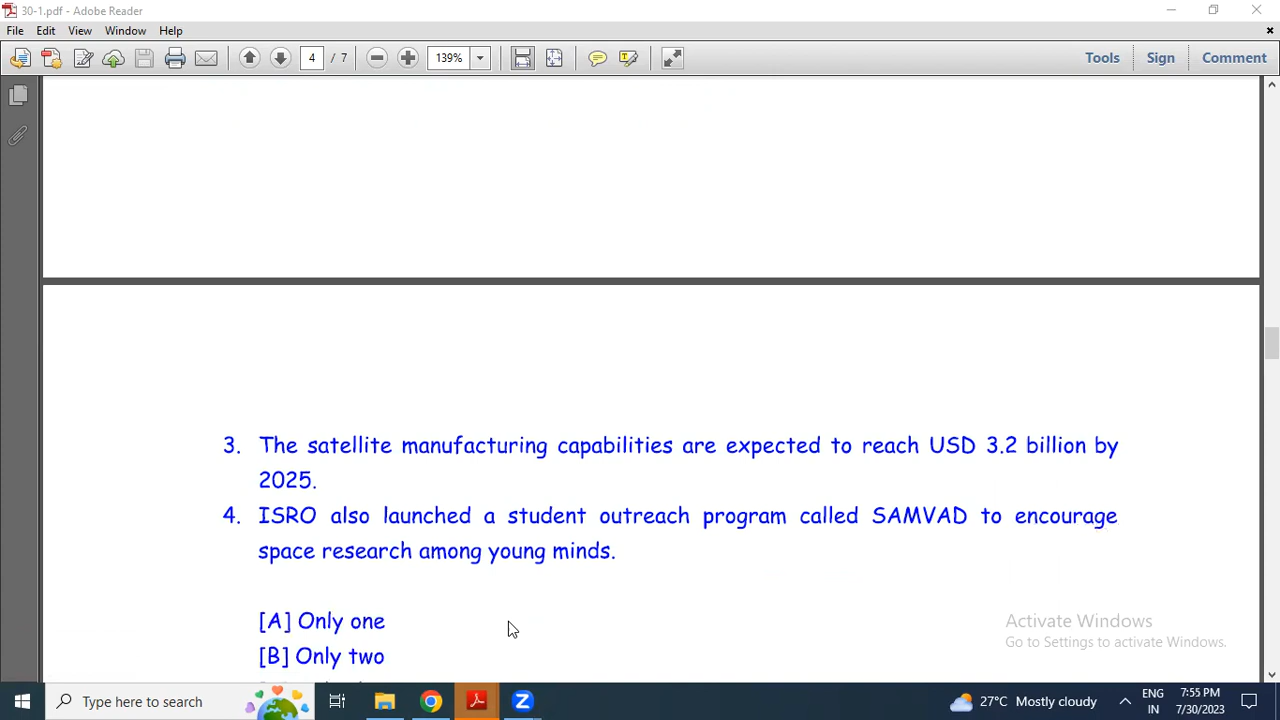 30-1.pdf - Adobe Reader
File Edit View Window Help
4 / 7 139% Tools Sign Comment
3. The satellite manufacturing capabilities are expected to reach USD 3.2 billion by
2025.
4. ISRO also launched a student outreach program called SAMVAD to encourage
space research among young minds.
[A] Only one
[B] Only two
Activate Windows
Go to Settings to activate Windows.
Type here to search
27°C Mostly cloudy
ENG
IN
7:55 PM
7/30/2023